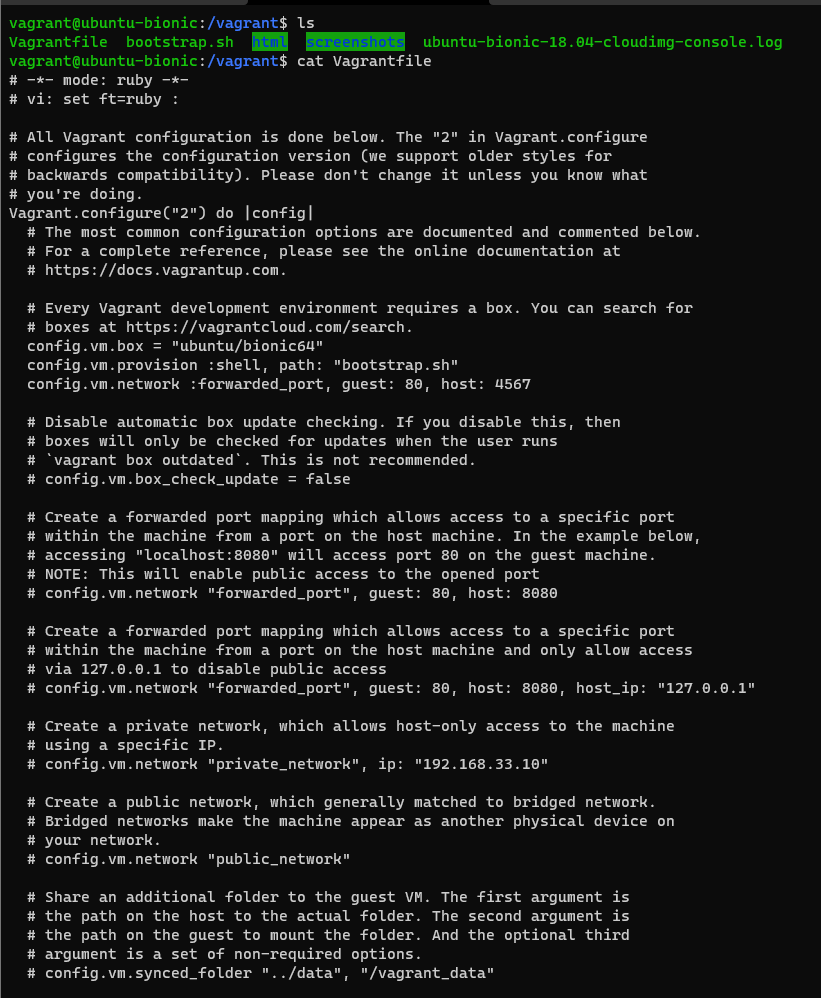 vagrant@ubuntu-bionic:/vagrant$ ls
Vagrantfile  bootstrap.sh  html  screenshots  ubuntu-bionic-18.04-cloudimg-console.log
vagrant@ubuntu-bionic:/vagrant$ cat Vagrantfile
# -*- mode: ruby -*-
# vi: set ft=ruby :

# All Vagrant configuration is done below. The "2" in Vagrant.configure
# configures the configuration version (we support older styles for
# backwards compatibility). Please don't change it unless you know what
# you're doing.
Vagrant.configure("2") do |config|
  # The most common configuration options are documented and commented below.
  # For a complete reference, please see the online documentation at
  # https://docs.vagrantup.com.

  # Every Vagrant development environment requires a box. You can search for
  # boxes at https://vagrantcloud.com/search.
  config.vm.box = "ubuntu/bionic64"
  config.vm.provision :shell, path: "bootstrap.sh"
  config.vm.network :forwarded_port, guest: 80, host: 4567

  # Disable automatic box update checking. If you disable this, then
  # boxes will only be checked for updates when the user runs
  # `vagrant box outdated`. This is not recommended.
  # config.vm.box_check_update = false

  # Create a forwarded port mapping which allows access to a specific port
  # within the machine from a port on the host machine. In the example below,
  # accessing "localhost:8080" will access port 80 on the guest machine.
  # NOTE: This will enable public access to the opened port
  # config.vm.network "forwarded_port", guest: 80, host: 8080

  # Create a forwarded port mapping which allows access to a specific port
  # within the machine from a port on the host machine and only allow access
  # via 127.0.0.1 to disable public access
  # config.vm.network "forwarded_port", guest: 80, host: 8080, host_ip: "127.0.0.1"

  # Create a private network, which allows host-only access to the machine
  # using a specific IP.
  # config.vm.network "private_network", ip: "192.168.33.10"

  # Create a public network, which generally matched to bridged network.
  # Bridged networks make the machine appear as another physical device on
  # your network.
  # config.vm.network "public_network"

  # Share an additional folder to the guest VM. The first argument is
  # the path on the host to the actual folder. The second argument is
  # the path on the guest to mount the folder. And the optional third
  # argument is a set of non-required options.
  # config.vm.synced_folder "../data", "/vagrant_data"